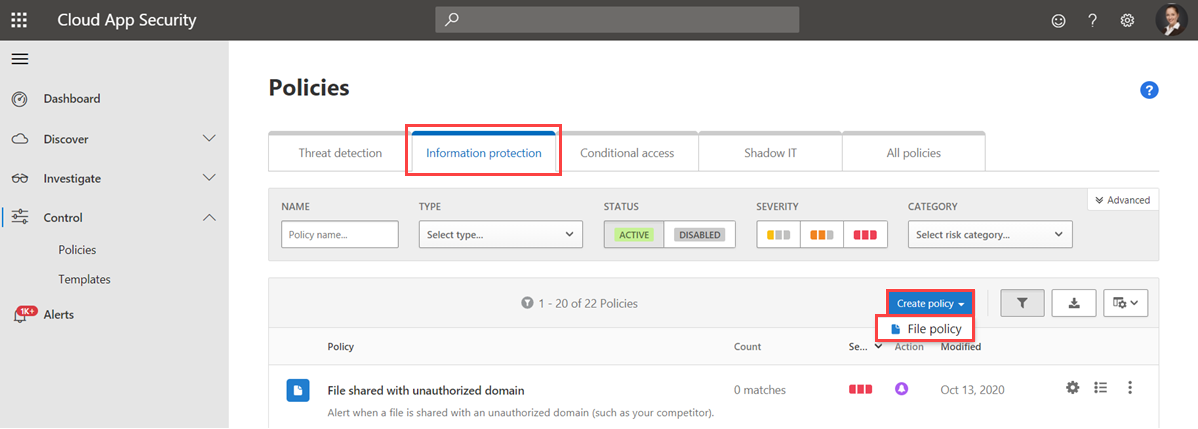 Cloud App Security
?
Policies
?
Dashboard
Discover
Investigate
Control
Policies
Templates
1K+
Alerts
Threat detection
Information protection
Conditional access
Shadow IT
All policies
Advanced
NAME
TYPE
STATUS
SEVERITY
CATEGORY
Policy name...
Select type...
ACTIVE
DISABLED
Select risk category...
1 - 20 of 22 Policies
Create policy
File policy
Policy
Count
Se...
Action
Modified
File shared with unauthorized domain
0 matches
Oct 13, 2020
Alert when a file is shared with an unauthorized domain (such as your competitor).